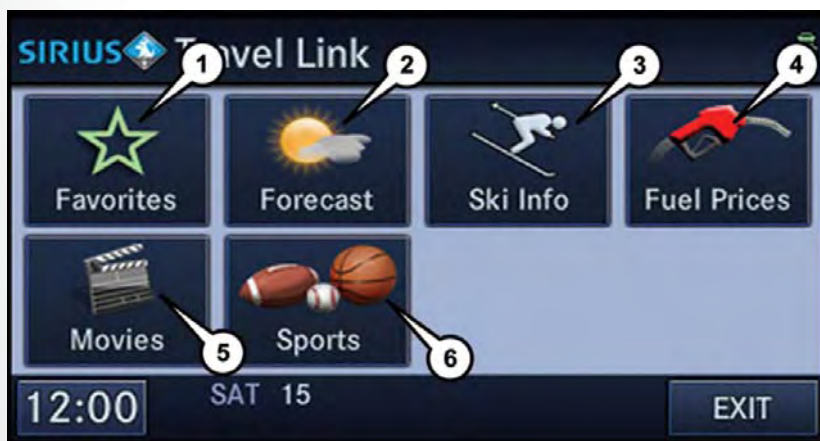 SIRIUS Travel Link
1 2 3 4
Favorites Forecast Ski Info Fuel Prices
Movies Sports
5 6
12:00 SAT 15 EXIT